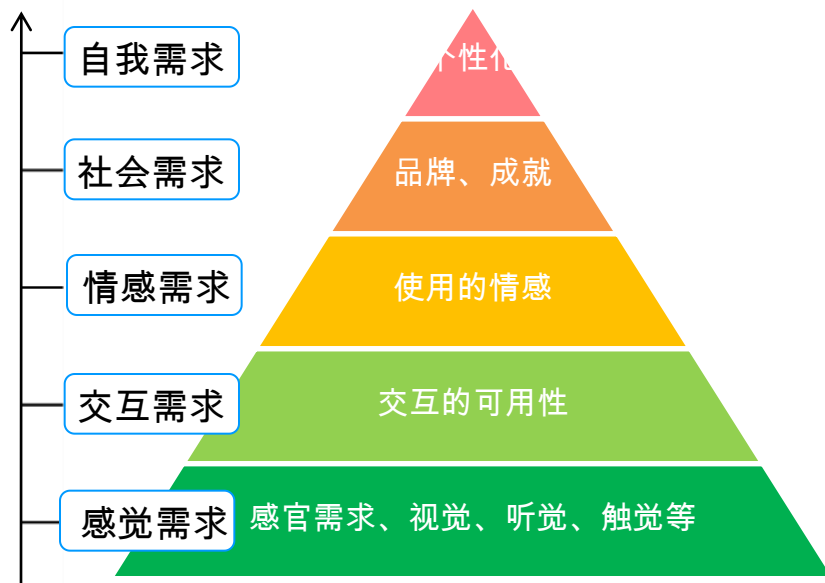 自我需求
个性化
社会需求
品牌、成就
情感需求
使用的情感
交互需求
交互的可用性
感觉需求
感官需求、视觉、听觉、触觉等